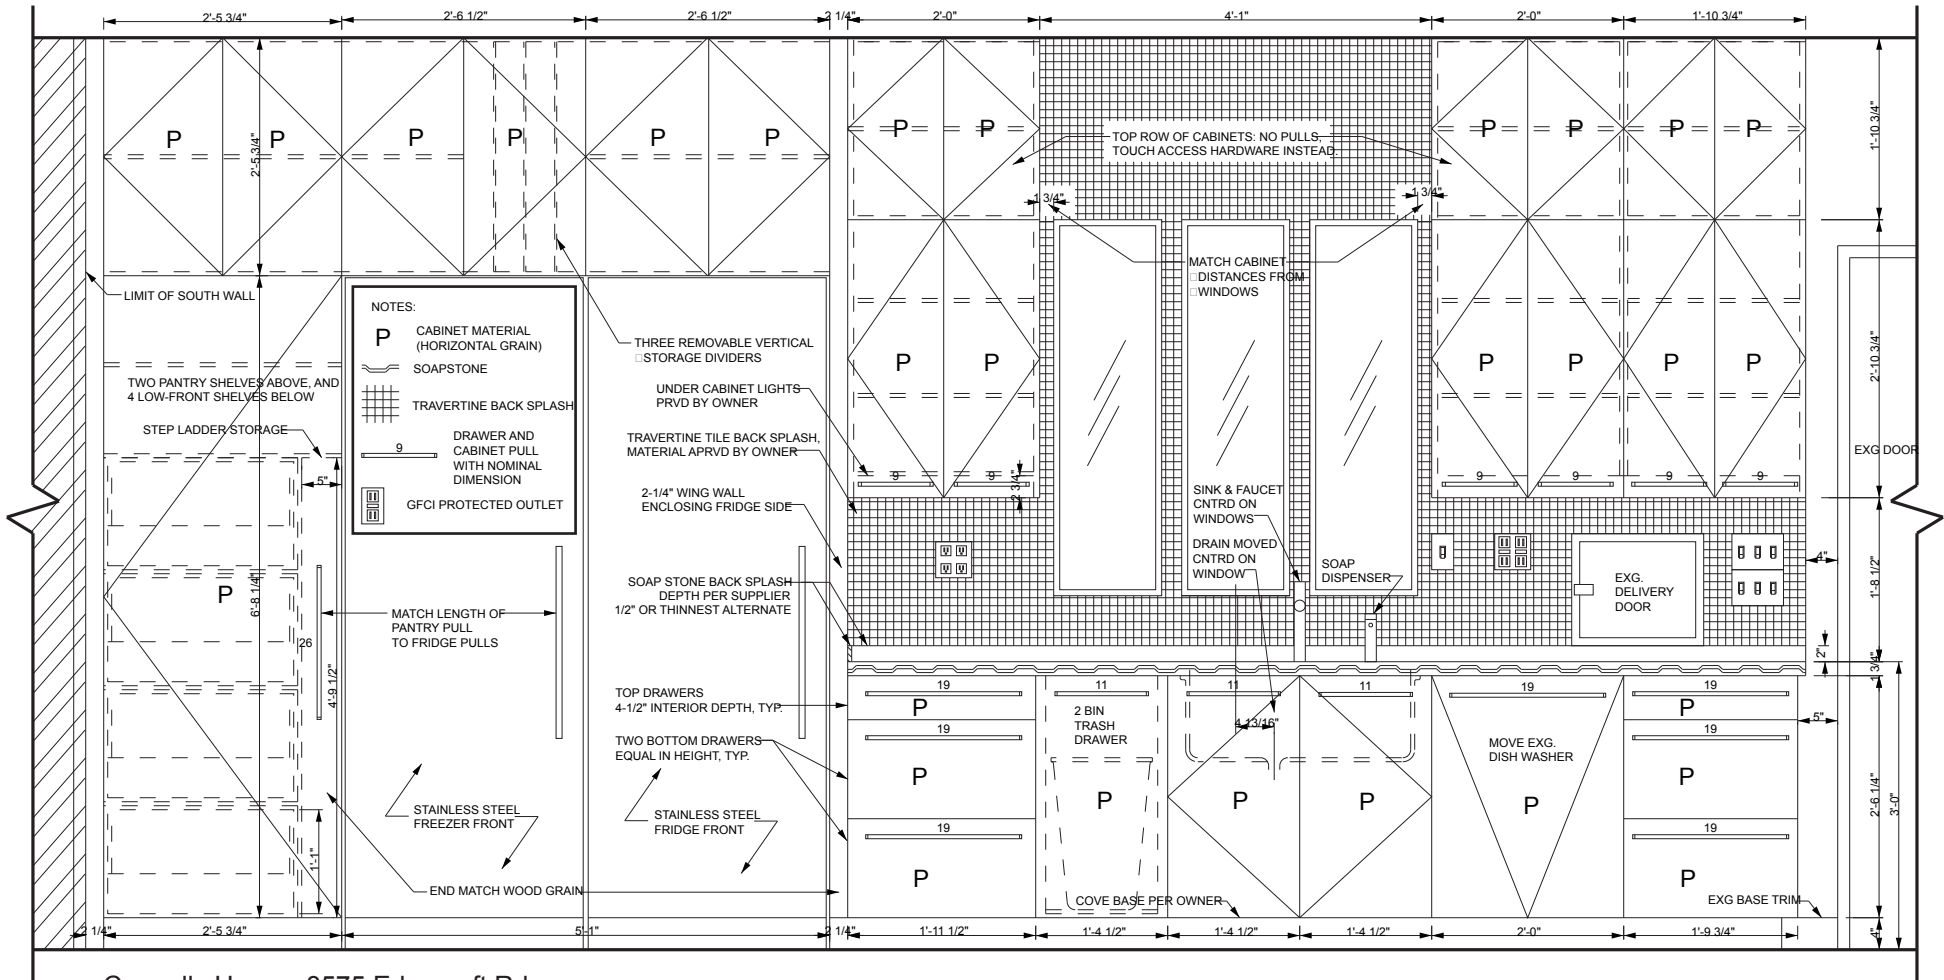 2'-5 3/4"
2'-6 1/2"
2'-6 1/2"
2 1/4"
2'-0"
4'-1"
2'-0"
1'-10 3/4"
P
P
P
P
P
P
P
P
P
P
P
P
2'-5 3/4"
TOP ROW OF CABINETS: NO PULLS,
TOUCH ACCESS HARDWARE INSTEAD.
1'-10 3/4"
1 3/4"
1 3/4"
MATCH CABINET
DISTANCES FROM
WINDOWS
LIMIT OF SOUTH WALL
NOTES:
P
CABINET MATERIAL
(HORIZONTAL GRAIN)
SOAPSTONE
TRAVERTINE BACK SPLASH
9
DRAWER AND
CABINET PULL
WITH NOMINAL
DIMENSION
GFCI PROTECTED OUTLET
THREE REMOVABLE VERTICAL
STORAGE DIVIDERS
UNDER CABINET LIGHTS
PRVD BY OWNER
TRAVERTINE TILE BACK SPLASH,
MATERIAL APRVD BY OWNER
2-1/4" WING WALL
ENCLOSING FRIDGE SIDE
TWO PANTRY SHELVES ABOVE, AND
4 LOW-FRONT SHELVES BELOW
STEP LADDER STORAGE
5"
P
P
P
P
P
P
2'-10 3/4"
9
9
2 3/4"
9
9
9
9
EXG DOOR
SINK & FAUCET
CNTRD ON
WINDOWS
DRAIN MOVED
CNTRD ON
WINDOW
SOAP
DISPENSER
EXG.
DELIVERY
DOOR
4"
1'-8 1/2"
SOAP STONE BACK SPLASH
DEPTH PER SUPPLIER
1/2" OR THINNEST ALTERNATE
P
6'-8 1/4"
26
4'-9 1/2"
MATCH LENGTH OF
PANTRY PULL
TO FRIDGE PULLS
2"
1 3/4"
TOP DRAWERS
4-1/2" INTERIOR DEPTH, TYP.
TWO BOTTOM DRAWERS
EQUAL IN HEIGHT, TYP.
19
P
19
P
19
P
11
2 BIN
TRASH
DRAWER
P
11
11
4 13/16"
P
P
19
MOVE EXG.
DISH WASHER
P
19
P
19
P
19
P
5"
2'-6 1/4"
3'-0"
STAINLESS STEEL
FREEZER FRONT
STAINLESS STEEL
FRIDGE FRONT
1'-1"
END MATCH WOOD GRAIN
COVE BASE PER OWNER
EXG BASE TRIM
2 1/4"
2'-5 3/4"
5'-1"
2 1/4"
1'-11 1/2"
1'-4 1/2"
1'-4 1/2"
1'-4 1/2"
2'-0"
1'-9 3/4"
4"